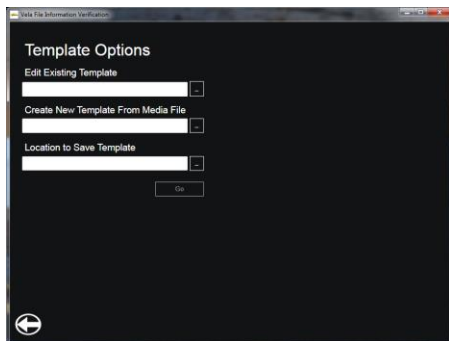 Vela File Information Verification
Template Options
Edit Existing Template
...
Create New Template From Media File
...
Location to Save Template
...
Go